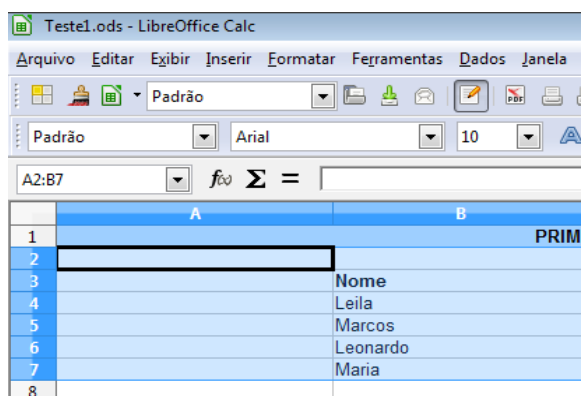 Teste1.ods - LibreOffice Calc
Arquivo Editar Exibir Inserir Formatar Ferramentas Dados Janela
Padrão PDF
Padrão Arial 10 A
A2:B7 f(x) Σ =
A B
1 PRIM
2
3 Nome
4 Leila
5 Marcos
6 Leonardo
7 Maria
8